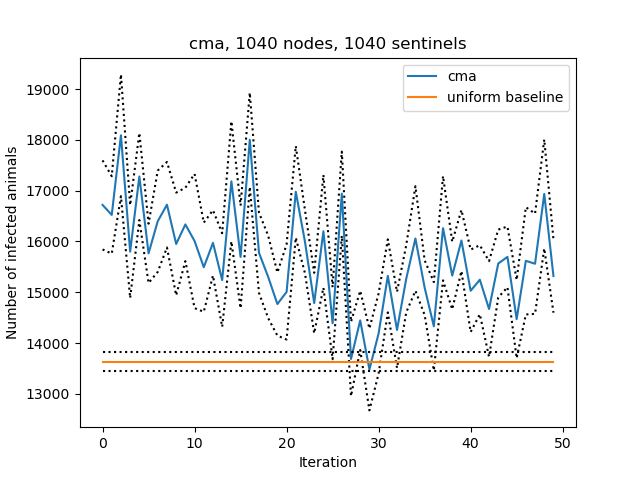 cma, 1040 nodes, 1040 sentinels
cma
uniform baseline
Number of infected animals
19000
18000
17000
16000
15000
14000
13000
0
10
20
30
40
50
Iteration